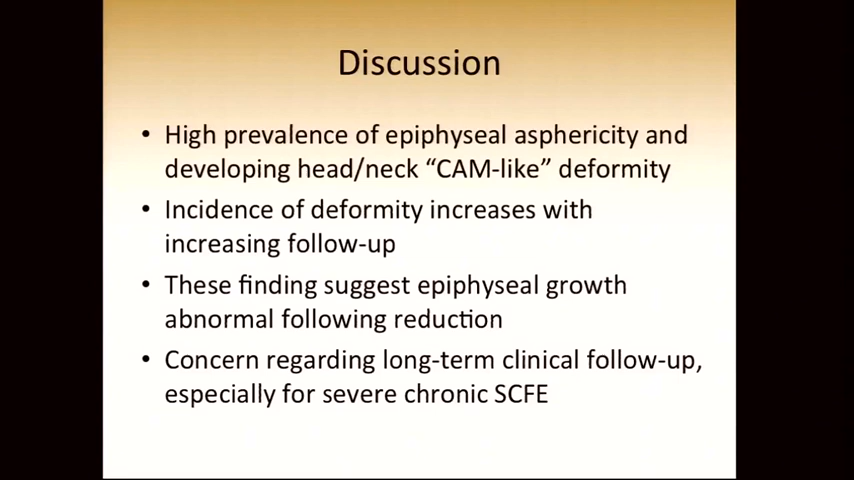 Discussion
• High prevalence of epiphyseal asphericity and
developing head/neck “CAM-like” deformity
• Incidence of deformity increases with
increasing follow-up
• These finding suggest epiphyseal growth
abnormal following reduction
• Concern regarding long-term clinical follow-up,
especially for severe chronic SCFE